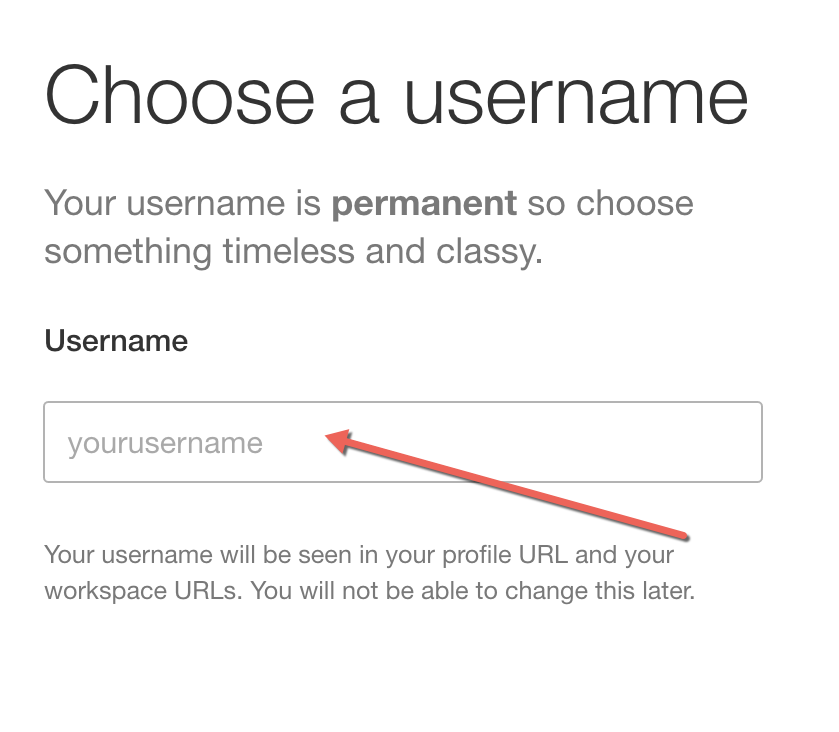 Choose a username
Your username is permanent so choose
something timeless and classy.
Username
yourusername
Your username will be seen in your profile URL and your
workspace URLs. You will not be able to change this later.